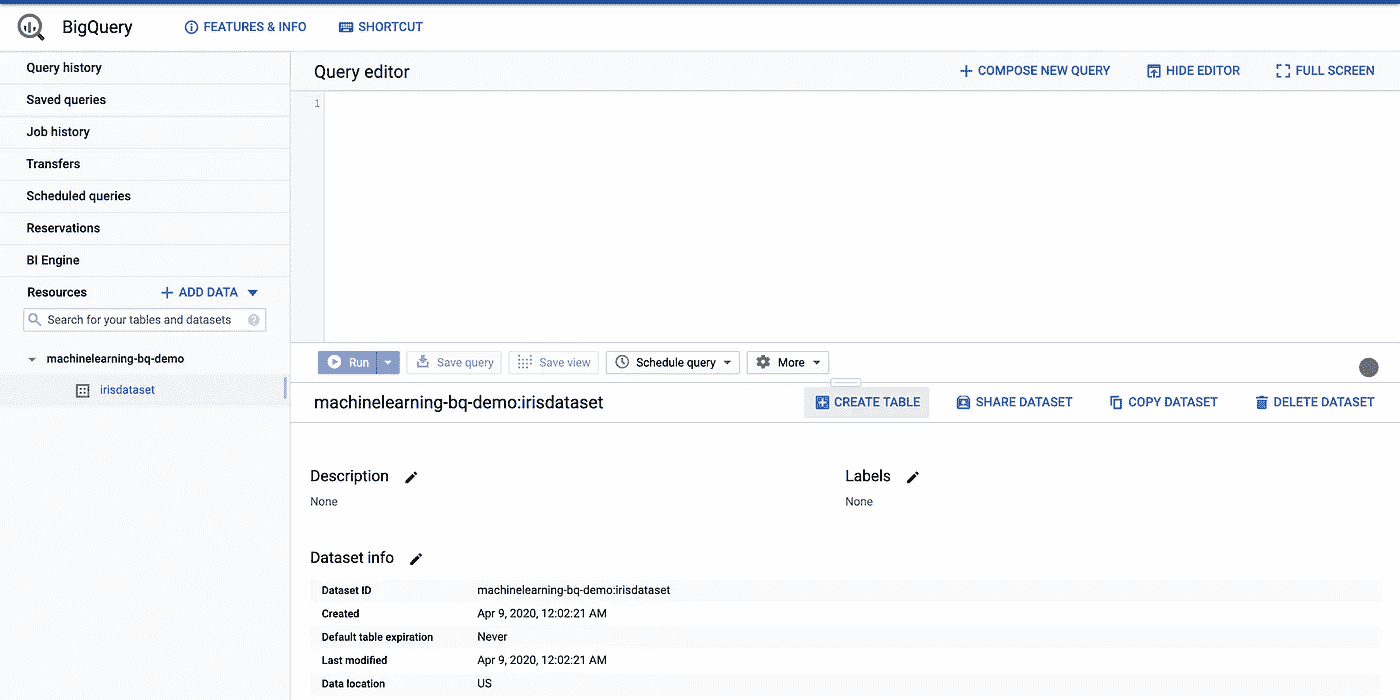 BigQuery FEATURES & INFO SHORTCUT
Query history
Saved queries
Job history
Transfers
Scheduled queries
Reservations
BI Engine
Resources ADD DATA
Search for your tables and datasets ?
machinelearning-bq-demo
irisdataset
Query editor COMPOSE NEW QUERY HIDE EDITOR FULL SCREEN
1
Run Save query Save view Schedule query More
machinelearning-bq-demo:irisdataset CREATE TABLE SHARE DATASET COPY DATASET DELETE DATASET
Description Labels
None None
Dataset info
Dataset ID machinelearning-bq-demo:irisdataset
Created Apr 9, 2020, 12:02:21 AM
Default table expiration Never
Last modified Apr 9, 2020, 12:02:21 AM
Data location US